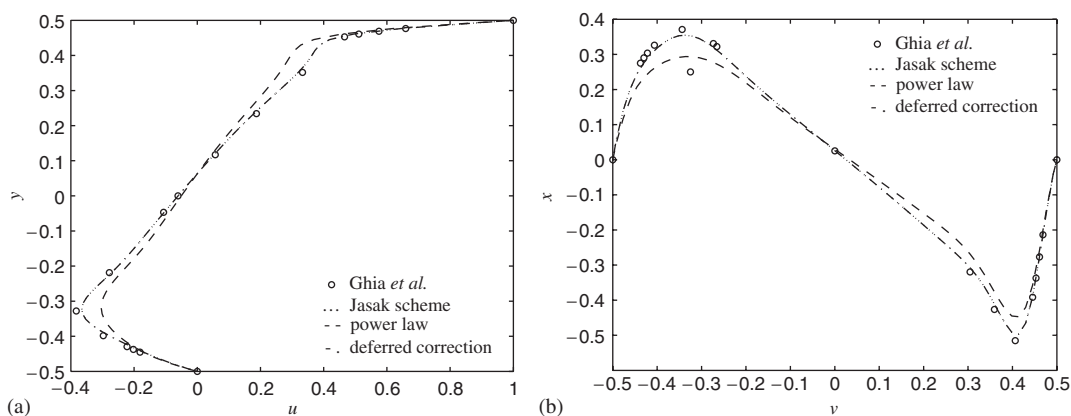 0.5
0.4
0.3
0.2
0.1
0
−0.1
−0.2
−0.3
−0.4
−0.5
y
−0.4 −0.2 0 0.2 0.4 0.6 0.8 1
u
Ghia et al.
Jasak scheme
power law
deferred correction
(a)
0.4
0.3
0.2
0.1
0
−0.1
−0.2
−0.3
−0.4
−0.5
x
−0.5 −0.4 −0.3 −0.2 −0.1 0 0.1 0.2 0.3 0.4 0.5
v
Ghia et al.
Jasak scheme
power law
deferred correction
(b)